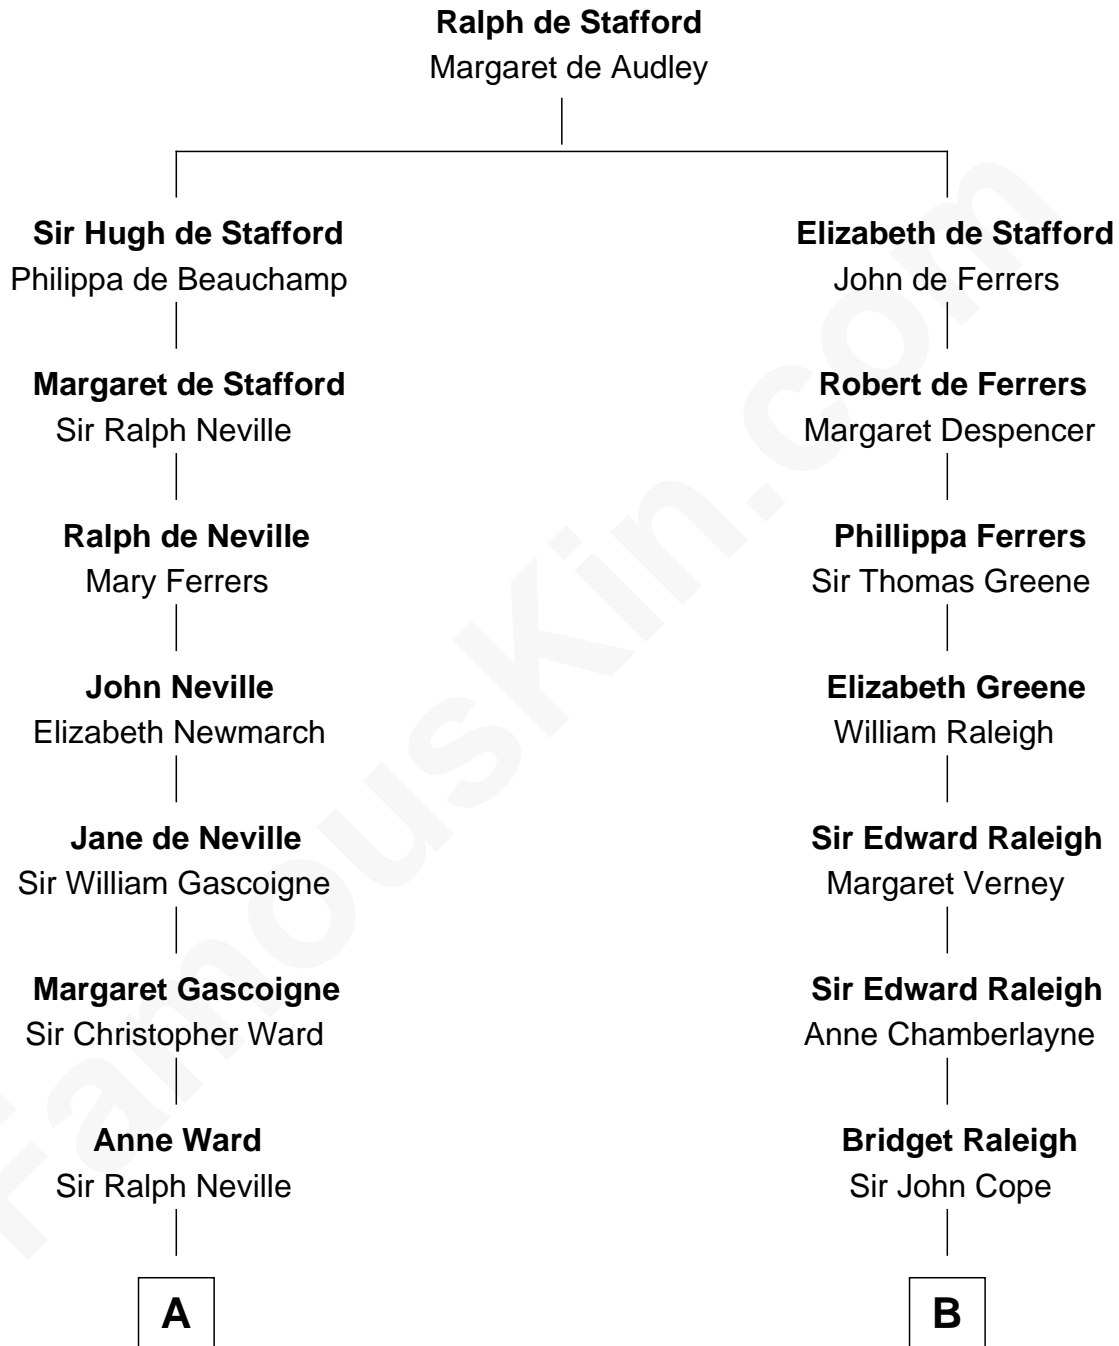 Ralph de Stafford
Margaret de Audley
Sir Hugh de Stafford
Philippa de Beauchamp
Margaret de Stafford
Sir Ralph Neville
Ralph de Neville
Mary Ferrers
John Neville
Elizabeth Newmarch
Jane de Neville
Sir William Gascoigne
Margaret Gascoigne
Sir Christopher Ward
Anne Ward
Sir Ralph Neville
A
Elizabeth de Stafford
John de Ferrers
Robert de Ferrers
Margaret Despencer
Phillippa Ferrers
Sir Thomas Greene
Elizabeth Greene
William Raleigh
Sir Edward Raleigh
Margaret Verney
Sir Edward Raleigh
Anne Chamberlayne
Bridget Raleigh
Sir John Cope
B
FamousKin.com